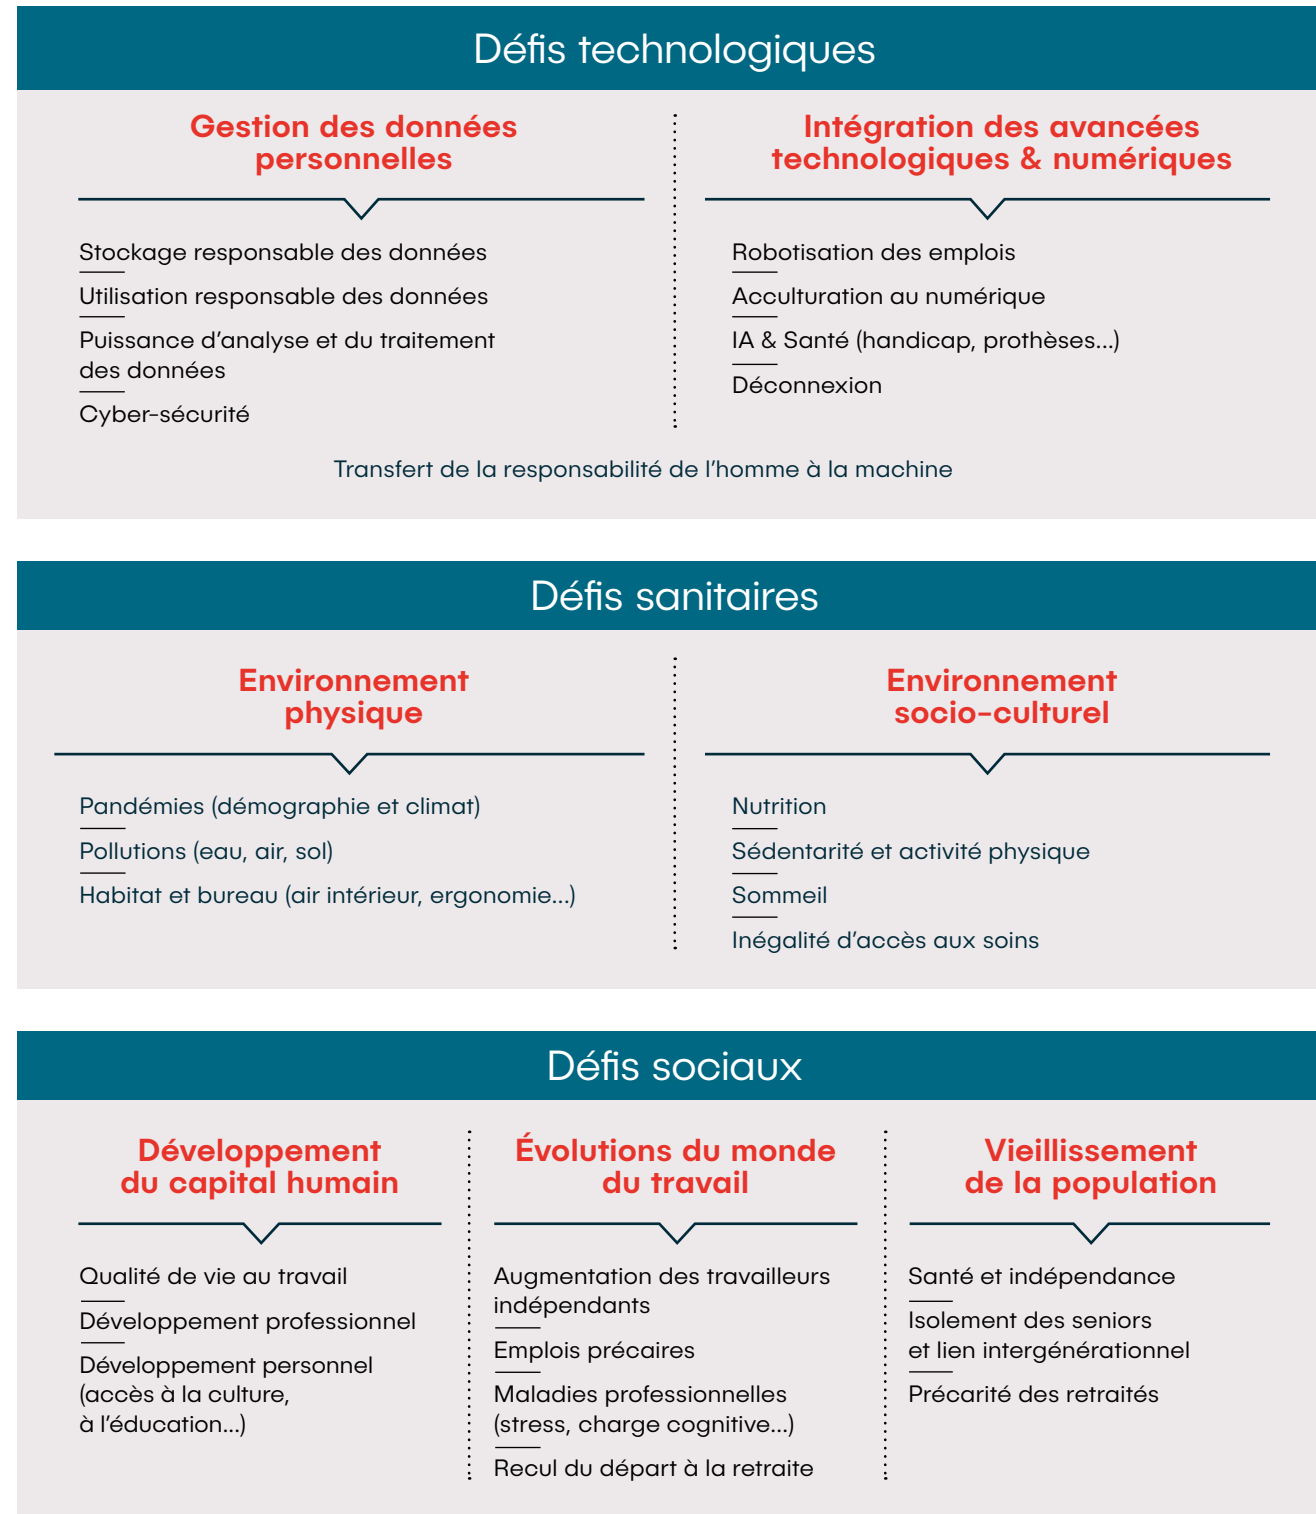 Défis technologiques
Gestion des données
personnelles
Stockage responsable des données
Utilisation responsable des données
Puissance d’analyse et du traitement
des données
Cyber-sécurité
Intégration des avancées
technologiques & numériques
Robotisation des emplois
Acculturation au numérique
IA & Santé (handicap, prothèses...)
Déconnexion
Transfert de la responsabilité de l’homme à la machine
Défis sanitaires
Environnement
physique
Pandémies (démographie et climat)
Pollutions (eau, air, sol)
Habitat et bureau (air intérieur, ergonomie...)
Environnement
socio-culturel
Nutrition
Sédentarité et activité physique
Sommeil
Inégalité d’accès aux soins
Défis sociaux
Développement
du capital humain
Qualité de vie au travail
Développement professionnel
Développement personnel
(accès à la culture,
à l’éducation...)
Évolutions du monde
du travail
Augmentation des travailleurs
indépendants
Emplois précaires
Maladies professionnelles
(stress, charge cognitive...)
Recul du départ à la retraite
Vieillissement
de la population
Santé et indépendance
Isolement des seniors
et lien intergénérationnel
Précarité des retraités